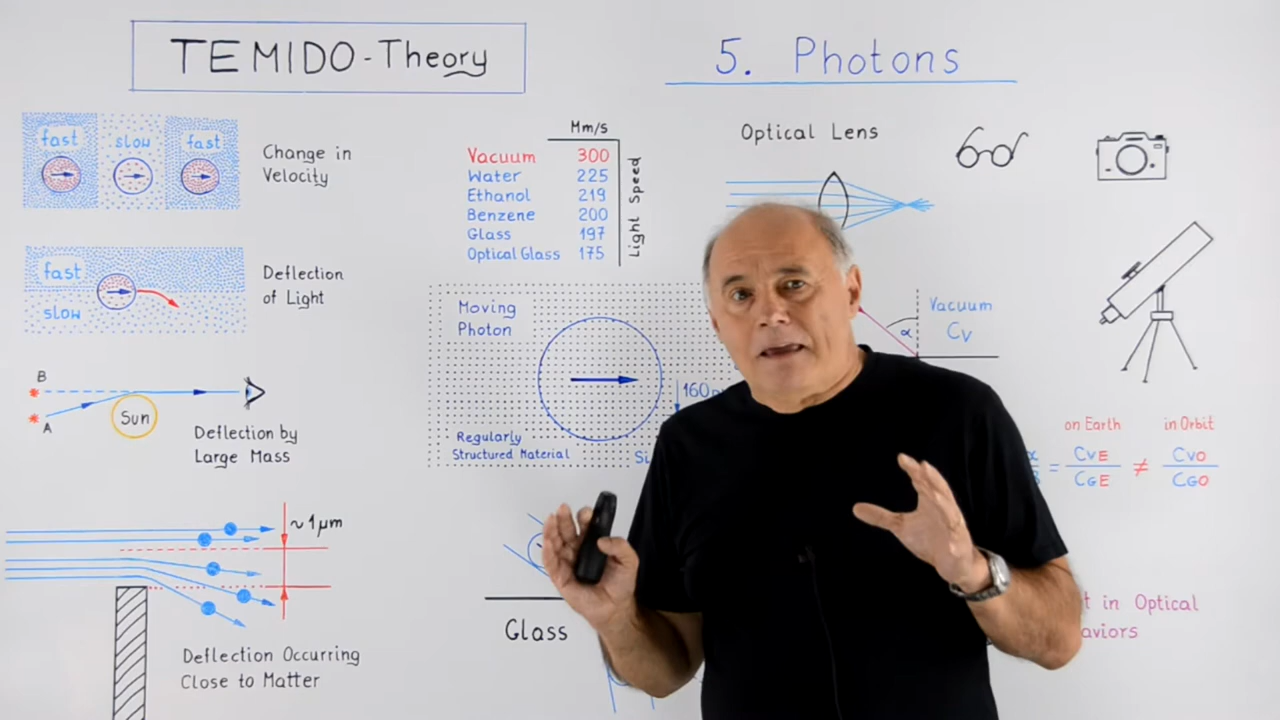 TEMIDO-Theory
5. Photons
fast
slow
fast
Change in
Velocity
fast
slow
Deflection
of Light
B
A
Sun
Deflection by
Large Mass
~1μm
Deflection Occurring
Close to Matter
Mm/s
Vacuum 300
Water 225
Ethanol 219
Benzene 200
Glass 197
Optical Glass 175
Light Speed
Moving
Photon
160
Regularly
Structured Material
Glass
Optical Lens
Vacuum
α
Cv
on Earth
in Orbit
= CVE / CGE ≠ CVO / CGO
in Optical